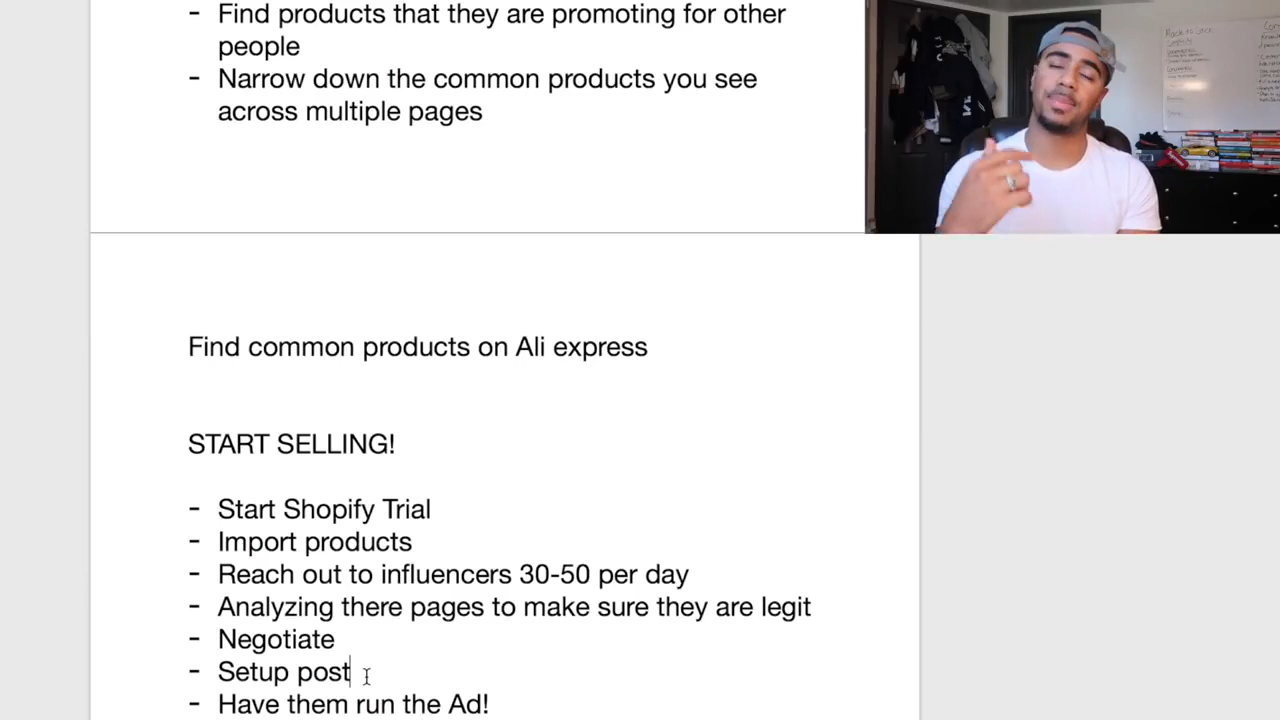 - Find products that they are promoting for other
people
- Narrow down the common products you see
across multiple pages
Find common products on Ali express
START SELLING!
- Start Shopify Trial
- Import products
- Reach out to influencers 30-50 per day
- Analyzing there pages to make sure they are legit
- Negotiate
- Setup post
- Have them run the Ad!